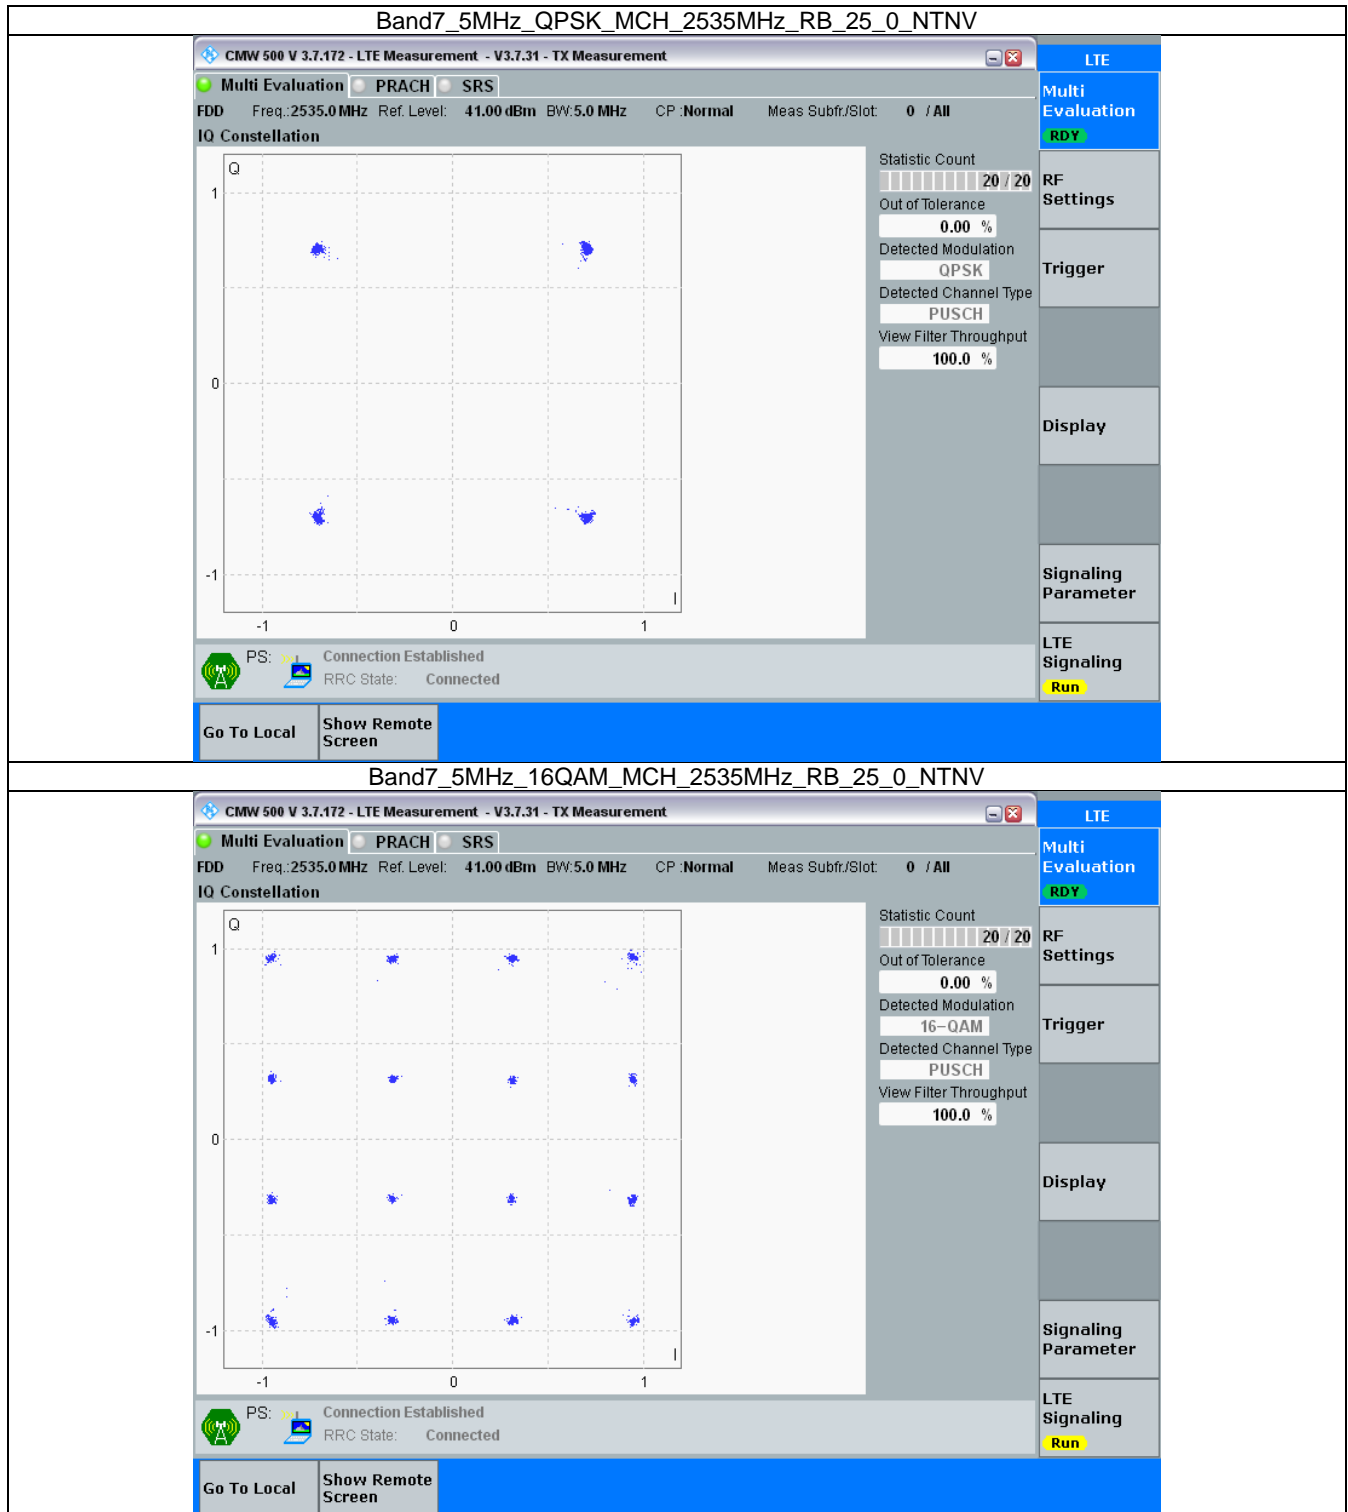 Band7_5MHz_QPSK_MCH_2535MHz_RB_25_0_NTNV
CMW 500 V 3.7.172 - LTE Measurement - V3.7.31 - TX Measurement
LTE
Multi Evaluation PRACH SRS
Multi
Evaluation
RDY
FDD Freq.:2535.0 MHz Ref. Level: 41.00 dBm BW:5.0 MHz CP :Normal Meas Subfr./Slot: 0 / All
IQ Constellation
Q
1
0
-1
I
-1 0 1
Statistic Count
20 / 20
Out of Tolerance
0.00 %
Detected Modulation
QPSK
Detected Channel Type
PUSCH
View Filter Throughput
100.0 %
RF
Settings
Trigger
Display
Signaling
Parameter
LTE
Signaling
Run
PS: Connection Established
RRC State: Connected
Go To Local
Show Remote
Screen
Band7_5MHz_16QAM_MCH_2535MHz_RB_25_0_NTNV
CMW 500 V 3.7.172 - LTE Measurement - V3.7.31 - TX Measurement
LTE
Multi Evaluation PRACH SRS
Multi
Evaluation
RDY
FDD Freq.:2535.0 MHz Ref. Level: 41.00 dBm BW:5.0 MHz CP :Normal Meas Subfr./Slot: 0 / All
IQ Constellation
Q
1
0
-1
I
-1 0 1
Statistic Count
20 / 20
Out of Tolerance
0.00 %
Detected Modulation
16-QAM
Detected Channel Type
PUSCH
View Filter Throughput
100.0 %
RF
Settings
Trigger
Display
Signaling
Parameter
LTE
Signaling
Run
PS: Connection Established
RRC State: Connected
Go To Local
Show Remote
Screen